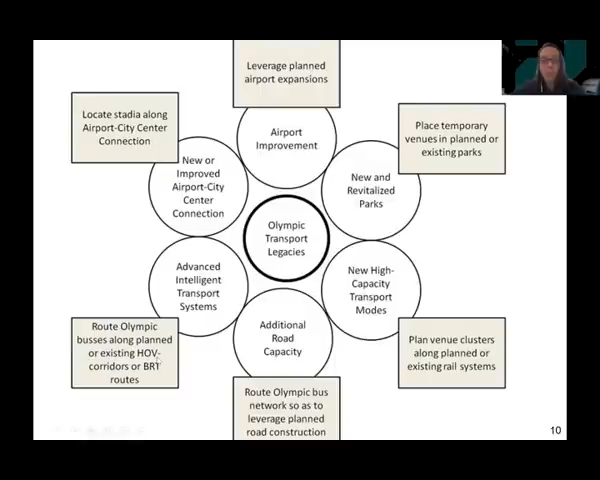 Leverage planned
airport expansions
Locate stadia along
Airport-City Center
Connection
Airport
Improvement
Place temporary
venues in planned or
existing parks
New or
Improved
Airport-City
Center
Connection
New and
Revitalized
Parks
Olympic
Transport
Legacies
Advanced
Intelligent
Transport
Systems
New High-
Capacity
Transport
Modes
Additional
Road
Capacity
Route Olympic
busses along planned
or existing HOV-
corridors or BRT
routes
Plan venue clusters
along planned or
existing rail systems
Route Olympic bus
network so as to
leverage planned
road construction
10